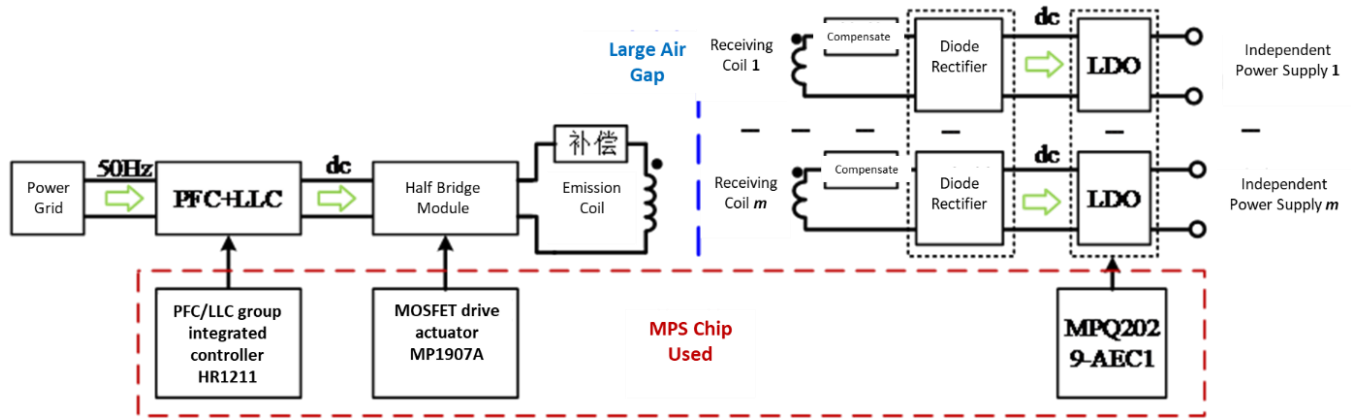 Large Air
Gap
Receiving
Coil 1
Compensate
Diode
Rectifier
dc
LDO
Independent
Power Supply 1
Power
Grid
50Hz
PFC+LLC
dc
Half Bridge
Module
补偿
Emission
Coil
Receiving
Coil m
Compensate
Diode
Rectifier
dc
LDO
Independent
Power Supply m
PFC/LLC group
integrated
controller
HR1211
MOSFET drive
actuator
MP1907A
MPS Chip
Used
MPQ202
9-AEC1